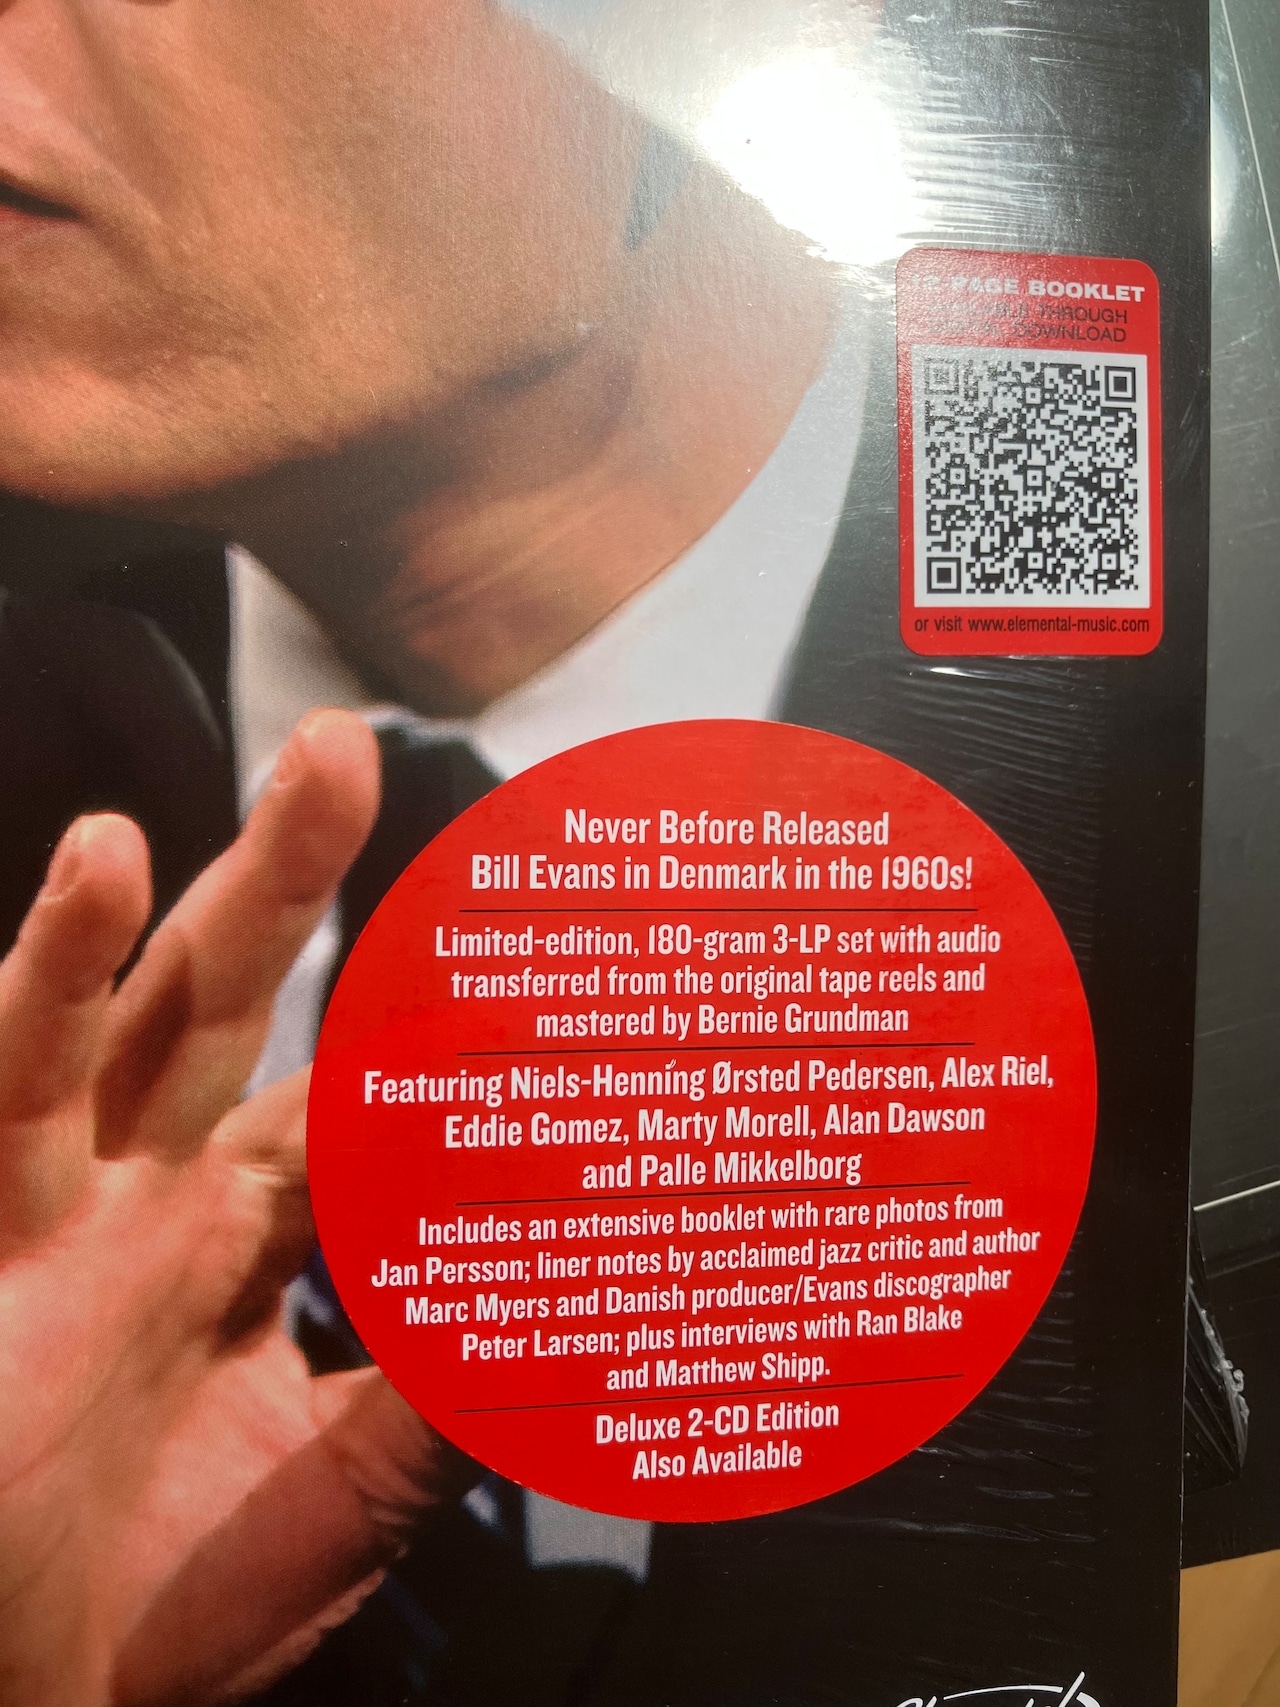 PAGE BOOKLET
THROUGH
DOWNLOAD
or visit www.elemental-music.com
Never Before Released
Bill Evans in Denmark in the 1960s!
Limited-edition, 180-gram 3-LP set with audio
transferred from the original tape reels and
mastered by Bernie Grundman
Featuring Niels-Henning Ørsted Pedersen, Alex Riel,
Eddie Gomez, Marty Morell, Alan Dawson
and Palle Mikkelborg
Includes an extensive booklet with rare photos from
Jan Persson; liner notes by acclaimed jazz critic and author
Marc Myers and Danish producer/Evans discographer
Peter Larsen; plus interviews with Ran Blake
and Matthew Shipp.
Deluxe 2-CD Edition
Also Available